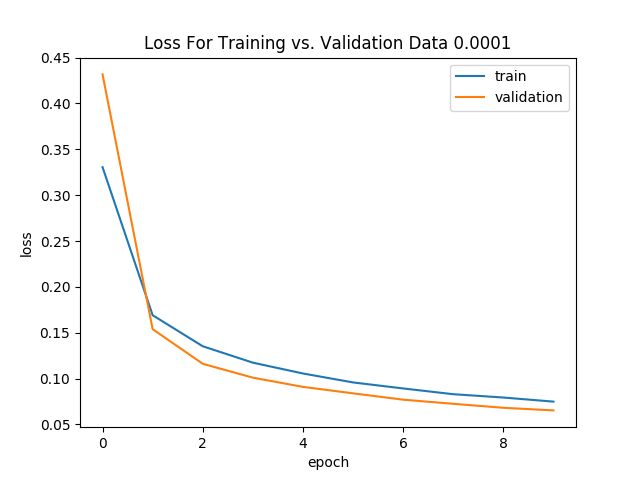 Loss For Training vs. Validation Data 0.0001
0.45
train
validation
0.40
0.35
0.30
0.25
loss
0.20
0.15
0.10
0.05
0 2 4 6 8
epoch